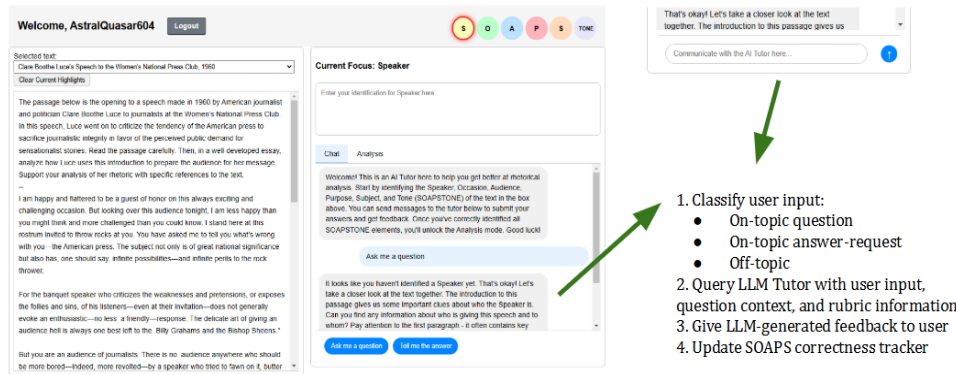 Welcome, AstralQuasar604
Logout
S
O
A
P
S
TONE
Selected text:
Clare Boothe Luce's Speech to the Women's National Press Club, 1960
Clear Current Highlights
The passage below is the opening to a speech made in 1960 by American journalist
and politician Clare Boothe Luce to journalists at the Women's National Press Club.
In this speech, Luce went on to criticize the tendency of the American press to
sacrifice journalistic integrity in favor of the perceived public demand for
sensationalist stories. Read the passage carefully. Then, in a well developed essay,
analyze how Luce uses this introduction to prepare the audience for her message.
Support your analysis of her rhetoric with specific references to the text.
--
I am happy and flattered to be a guest of honor on this always exciting and
challenging occasion. But looking over this audience tonight, I am less happy than
you might think and more challenged than you could know. I stand here at this
rostrum invited to throw rocks at you. You have asked me to tell you what's wrong
with you—the American press. The subject not only is of great national significance
but also has, one should say, infinite possibilities—and infinite perils to the rock
thrower.
For the banquet speaker who criticizes the weaknesses and pretensions, or exposes
the follies and sins, of his listeners—even at their invitation—does not generally
evoke an enthusiastic—no less a friendly—response. The delicate art of giving an
audience hell is always one best left to the Billy Grahams and the Bishop Sheens.*
But you are an audience of journalists. There is no audience anywhere who should
be more bored—indeed, more revolted—by a speaker who tried to fawn on it, butter
Current Focus: Speaker
Enter your identification for Speaker here
Chat
Analysis
Welcome! This is an AI Tutor here to help you get better at rhetorical
analysis. Start by identifying the Speaker, Occasion, Audience,
Purpose, Subject, and Tone (SOAPSTONE) of the text in the box
above. You can send messages to the tutor below to submit your
answers and get feedback. Once you've correctly identified all
SOAPSTONE elements, you'll unlock the Analysis mode. Good luck!
Ask me a question
It looks like you haven't identified a Speaker yet. That's okay! Let's
take a closer look at the text together. The introduction to this
passage gives us some important clues about who the Speaker is.
Can you find any information about who is giving this speech and to
whom? Pay attention to the first paragraph - it often contains key
Ask me a question
Tell me the answer
That's okay! Let's take a closer look at the text
together. The introduction to this passage gives us
Communicate with the AI Tutor here...
1. Classify user input:
● On-topic question
● On-topic answer-request
● Off-topic
2. Query LLM Tutor with user input,
question context, and rubric information
3. Give LLM-generated feedback to user
4. Update SOAPS correctness tracker